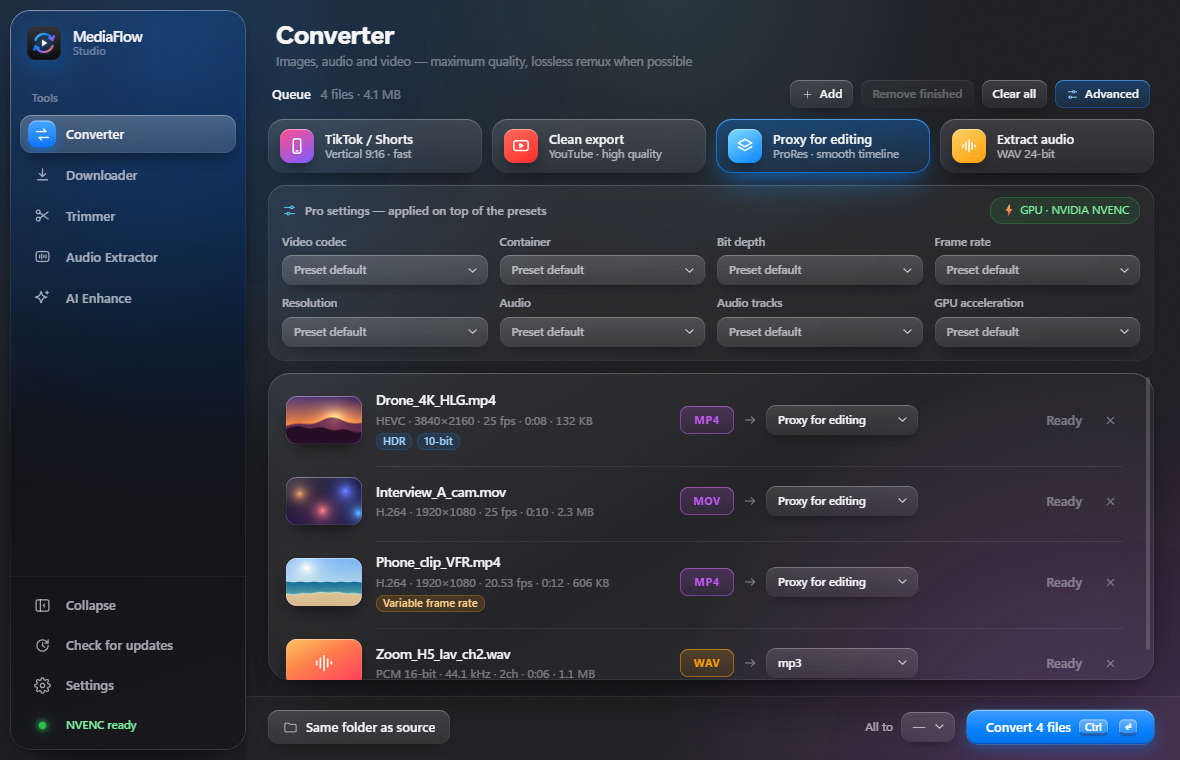 MediaFlow
Studio
Tools
Converter
Downloader
Trimmer
Audio Extractor
AI Enhance
Collapse
Check for updates
Settings
NVENC ready
Converter
Images, audio and video — maximum quality, lossless remux when possible
Queue 4 files · 4.1 MB
+ Add
Remove finished
Clear all
Advanced
TikTok / Shorts
Vertical 9:16 · fast
Clean export
YouTube · high quality
Proxy for editing
ProRes · smooth timeline
Extract audio
WAV 24-bit
Pro settings — applied on top of the presets
GPU · NVIDIA NVENC
Video codec Container Bit depth Frame rate
Preset default Preset default Preset default Preset default
Resolution Audio Audio tracks GPU acceleration
Preset default Preset default Preset default Preset default
Drone_4K_HLG.mp4
HEVC · 3840×2160 · 25 fps · 0:08 · 132 KB
HDR 10-bit
MP4 → Proxy for editing Ready ×
Interview_A_cam.mov
H.264 · 1920×1080 · 25 fps · 0:10 · 2.3 MB
MOV → Proxy for editing Ready ×
Phone_clip_VFR.mp4
H.264 · 1920×1080 · 20.53 fps · 0:12 · 606 KB
Variable frame rate
MP4 → Proxy for editing Ready ×
Zoom_H5_lav_ch2.wav
PCM 16-bit · 44.1 kHz · 2ch · 0:06 · 1.1 MB
WAV → mp3 Ready ×
Same folder as source
All to —
Convert 4 files Ctrl ↵